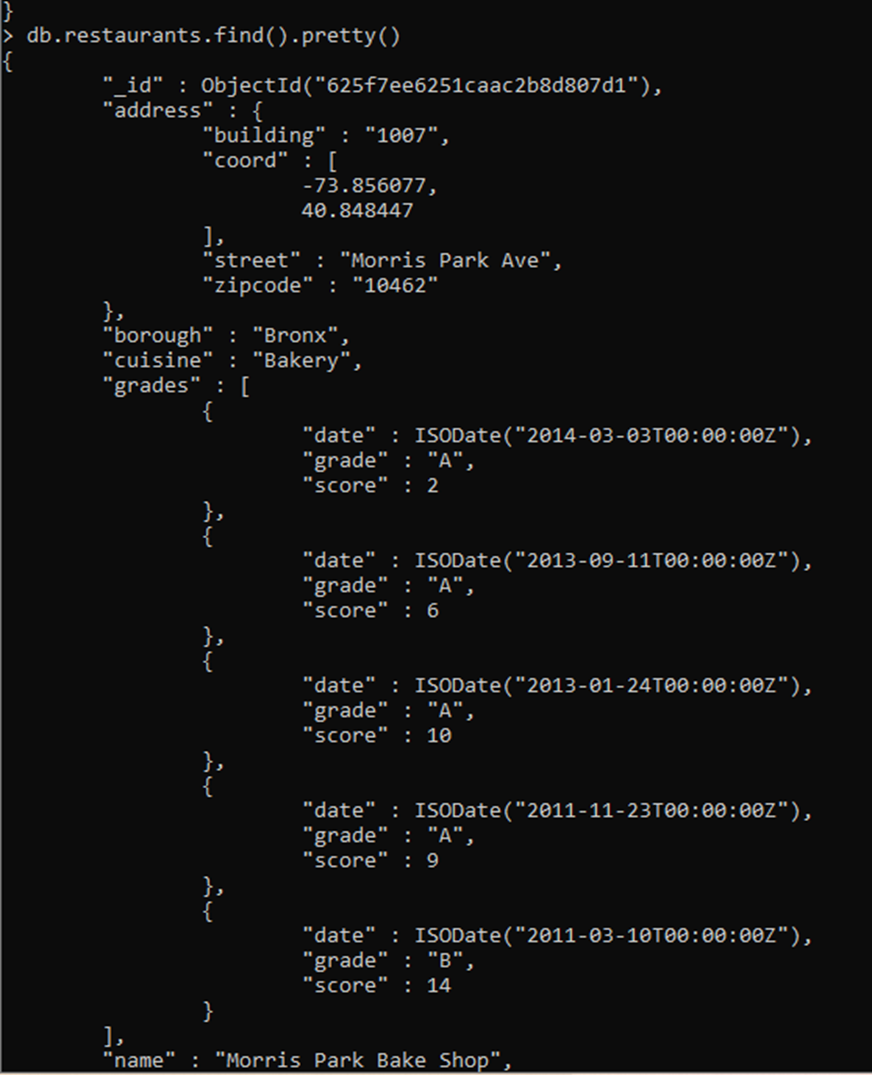 }
> db.restaurants.find().pretty()
{
"_id" : ObjectId("625f7ee6251caac2b8d807d1"),
"address" : {
"building" : "1007",
"coord" : [
-73.856077,
40.848447
],
"street" : "Morris Park Ave",
"zipcode" : "10462"
},
"borough" : "Bronx",
"cuisine" : "Bakery",
"grades" : [
{
"date" : ISODate("2014-03-03T00:00:00Z"),
"grade" : "A",
"score" : 2
},
{
"date" : ISODate("2013-09-11T00:00:00Z"),
"grade" : "A",
"score" : 6
},
{
"date" : ISODate("2013-01-24T00:00:00Z"),
"grade" : "A",
"score" : 10
},
{
"date" : ISODate("2011-11-23T00:00:00Z"),
"grade" : "A",
"score" : 9
},
{
"date" : ISODate("2011-03-10T00:00:00Z"),
"grade" : "B",
"score" : 14
}
],
"name" : "Morris Park Bake Shop",